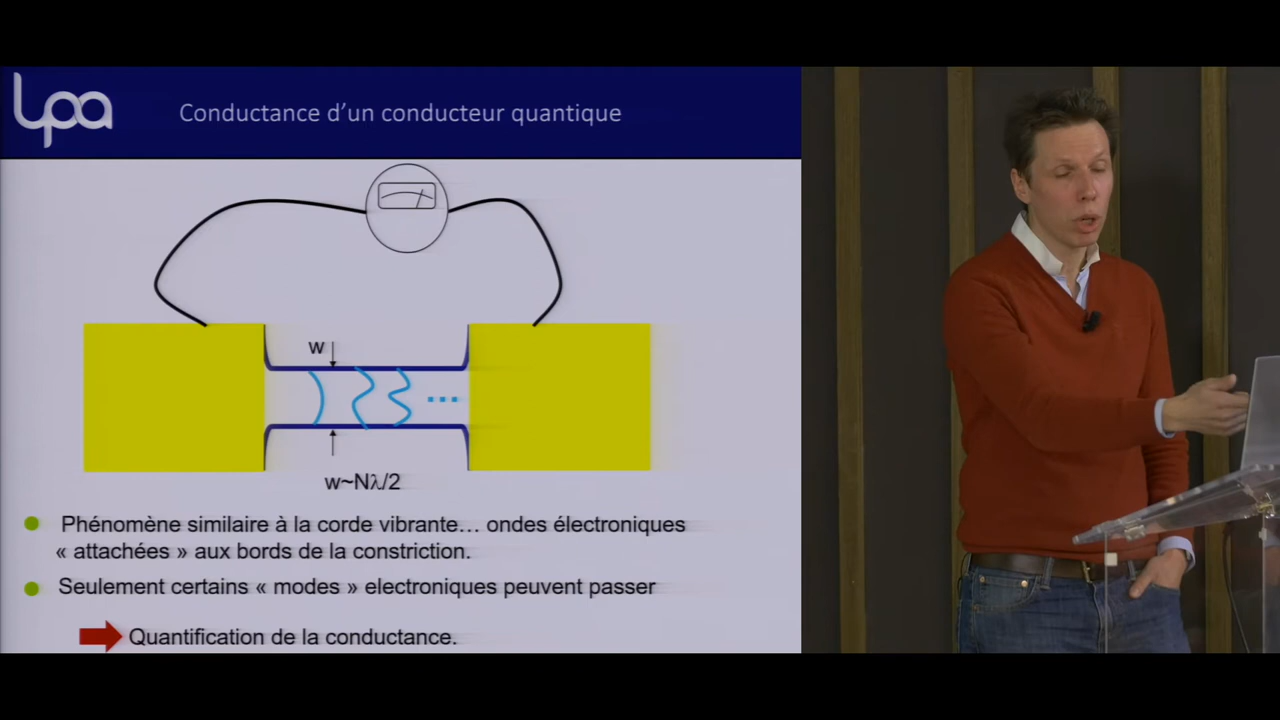 lpa
Conductance d'un conducteur quantique
w
w~Nλ/2
Phénomène similaire à la corde vibrante... ondes électroniques
« attachées » aux bords de la constriction.
Seulement certains « modes » electroniques peuvent passer
Quantification de la conductance.